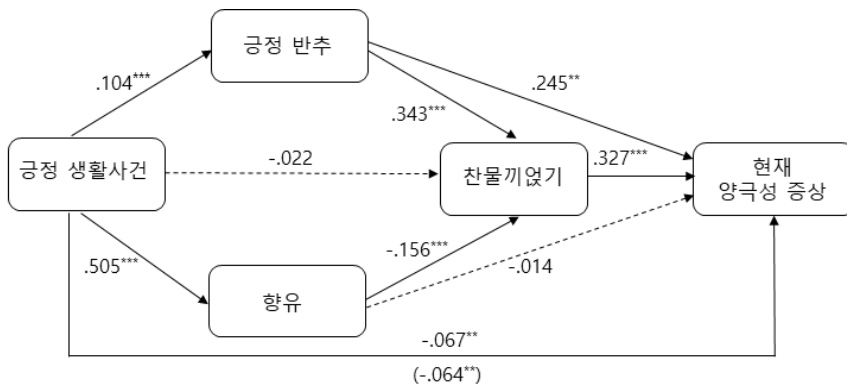 긍정 반추
.104***
.245**
.343***
긍정 생활사건
-.022
찬물끼얹기
.327***
현재
양극성 증상
.505***
-.156***
-.014
향유
-.067**
(-.064**)